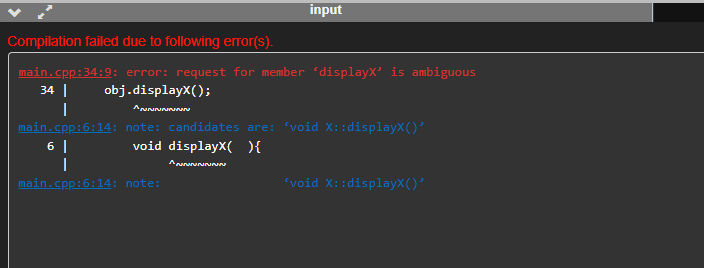 input
Compilation failed due to following error(s).
main.cpp:34:9: error: request for member ‘displayX’ is ambiguous
34 |     obj.displayX();
|         ^~~~~~~~
main.cpp:6:14: note: candidates are: ‘void X::displayX()’
6 |         void displayX(  ){
|              ^~~~~~~~
main.cpp:6:14: note:                 ‘void X::displayX()’